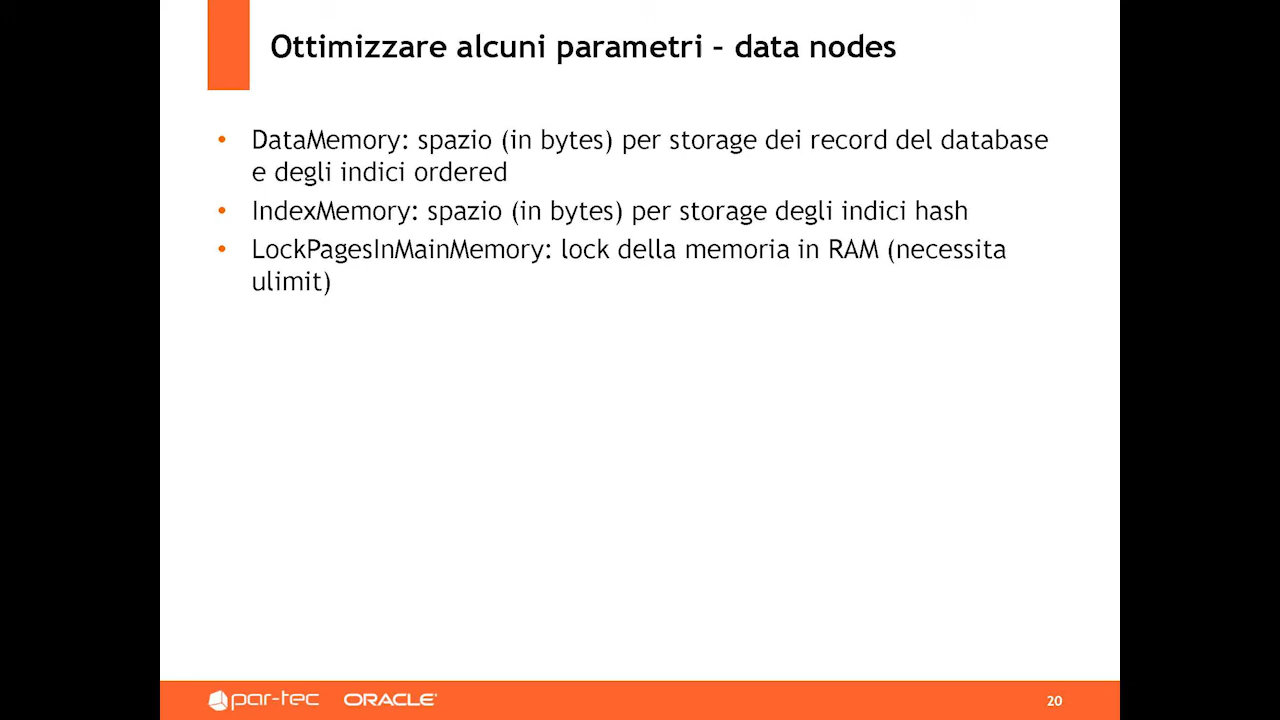 Ottimizzare alcuni parametri – data nodes
• DataMemory: spazio (in bytes) per storage dei record del database
e degli indici ordered
• IndexMemory: spazio (in bytes) per storage degli indici hash
• LockPagesInMainMemory: lock della memoria in RAM (necessita
ulimit)
par-tec ORACLE® 20